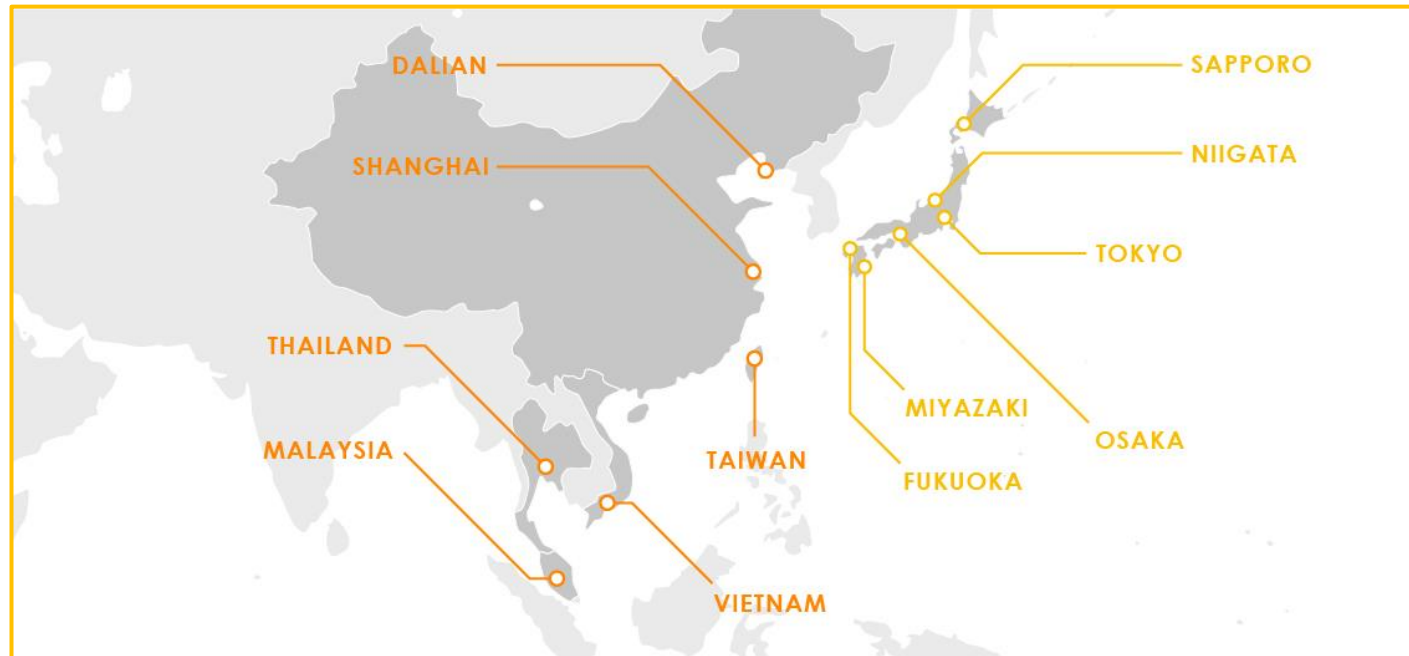 DALIAN
SAPPORO
SHANGHAI
NIIGATA
TOKYO
THAILAND
MIYAZAKI
OSAKA
MALAYSIA
TAIWAN
FUKUOKA
VIETNAM